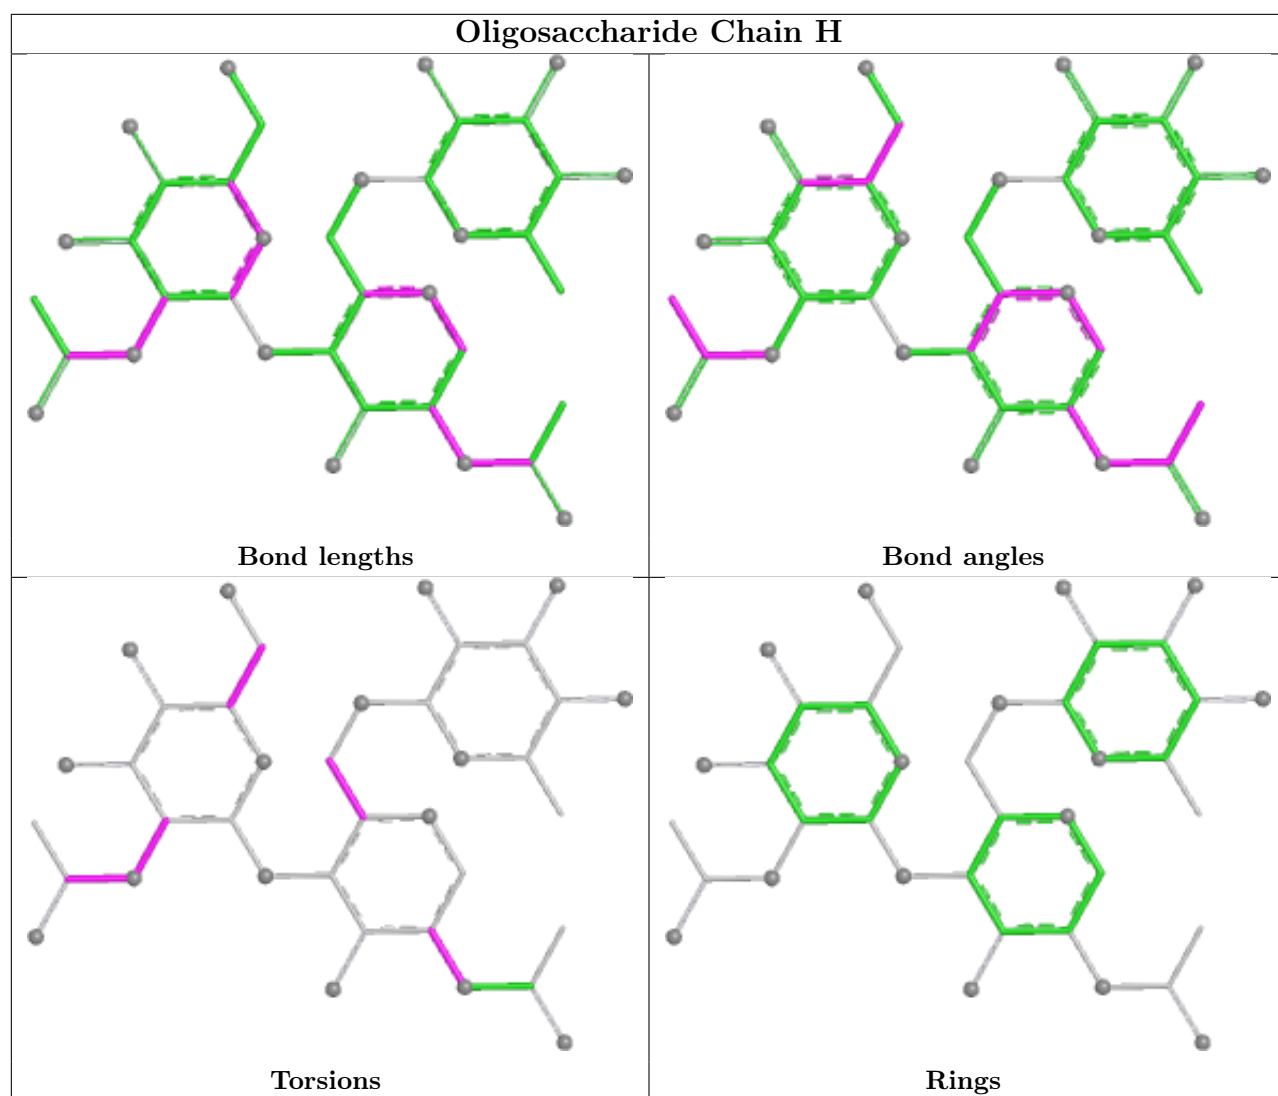 Oligosaccharide Chain H
Bond lengths
Bond angles
Torsions
Rings